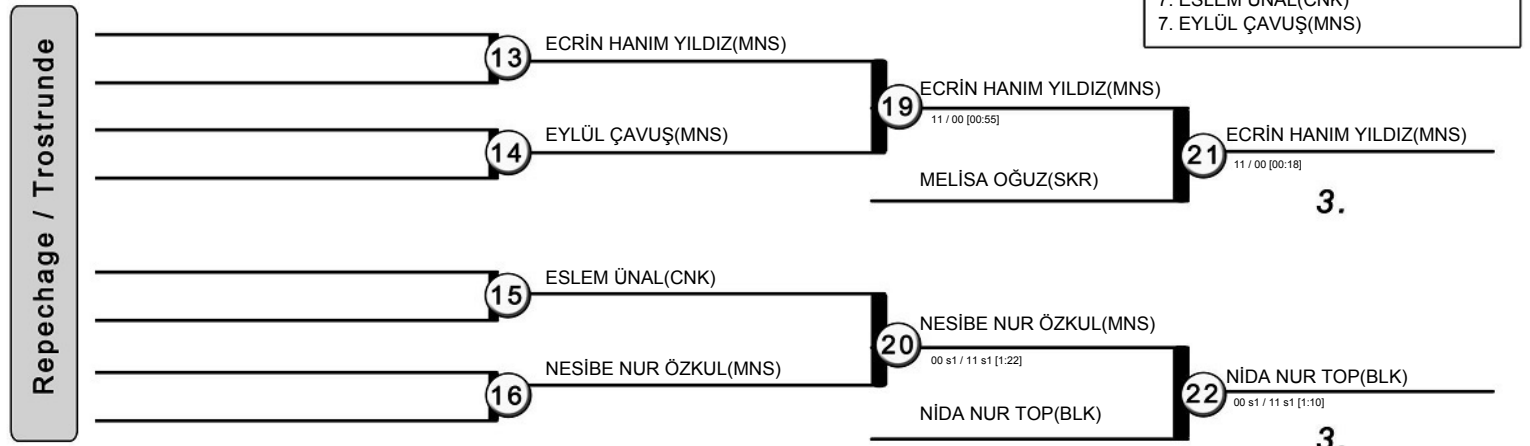 7. ESLEM ÜNAL(CNK)
7. EYLÜL ÇAVUŞ(MNS)
Repechage / Trostrunde
13
ECRİN HANIM YILDIZ(MNS)
19
ECRİN HANIM YILDIZ(MNS)
11 / 00 [00:55]
14
EYLÜL ÇAVUŞ(MNS)
21
ECRİN HANIM YILDIZ(MNS)
11 / 00 [00:18]
MELİSA OĞUZ(SKR)
3.
15
ESLEM ÜNAL(CNK)
20
NESİBE NUR ÖZKUL(MNS)
00 s1 / 11 s1 [1:22]
16
NESİBE NUR ÖZKUL(MNS)
22
NİDA NUR TOP(BLK)
00 s1 / 11 s1 [1:10]
NİDA NUR TOP(BLK)
3.